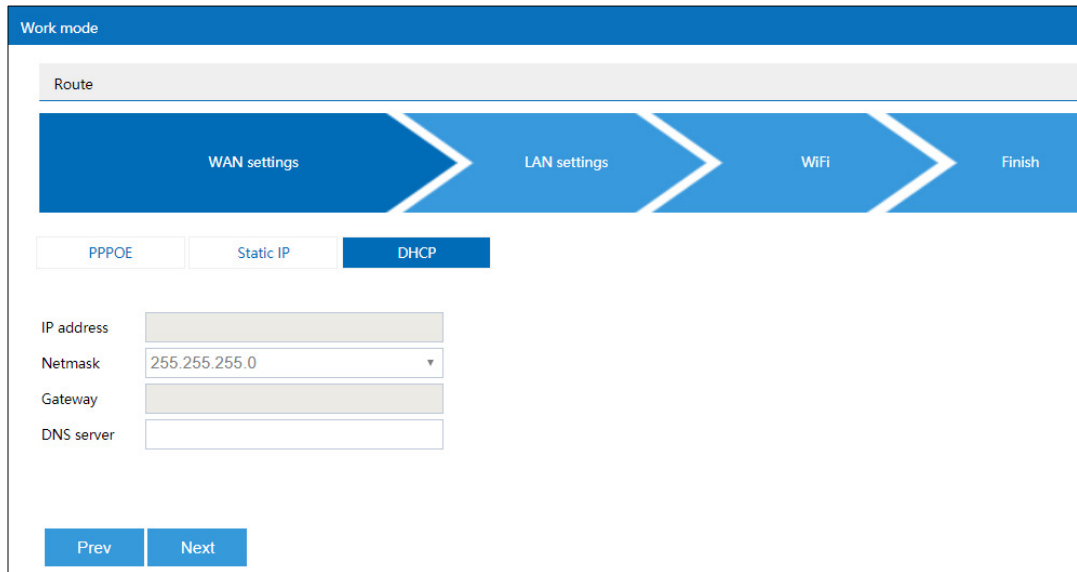 Work mode
Route
WAN settings LAN settings WiFi Finish
PPPOE Static IP DHCP
IP address
Netmask 255.255.255.0
Gateway
DNS server
Prev Next